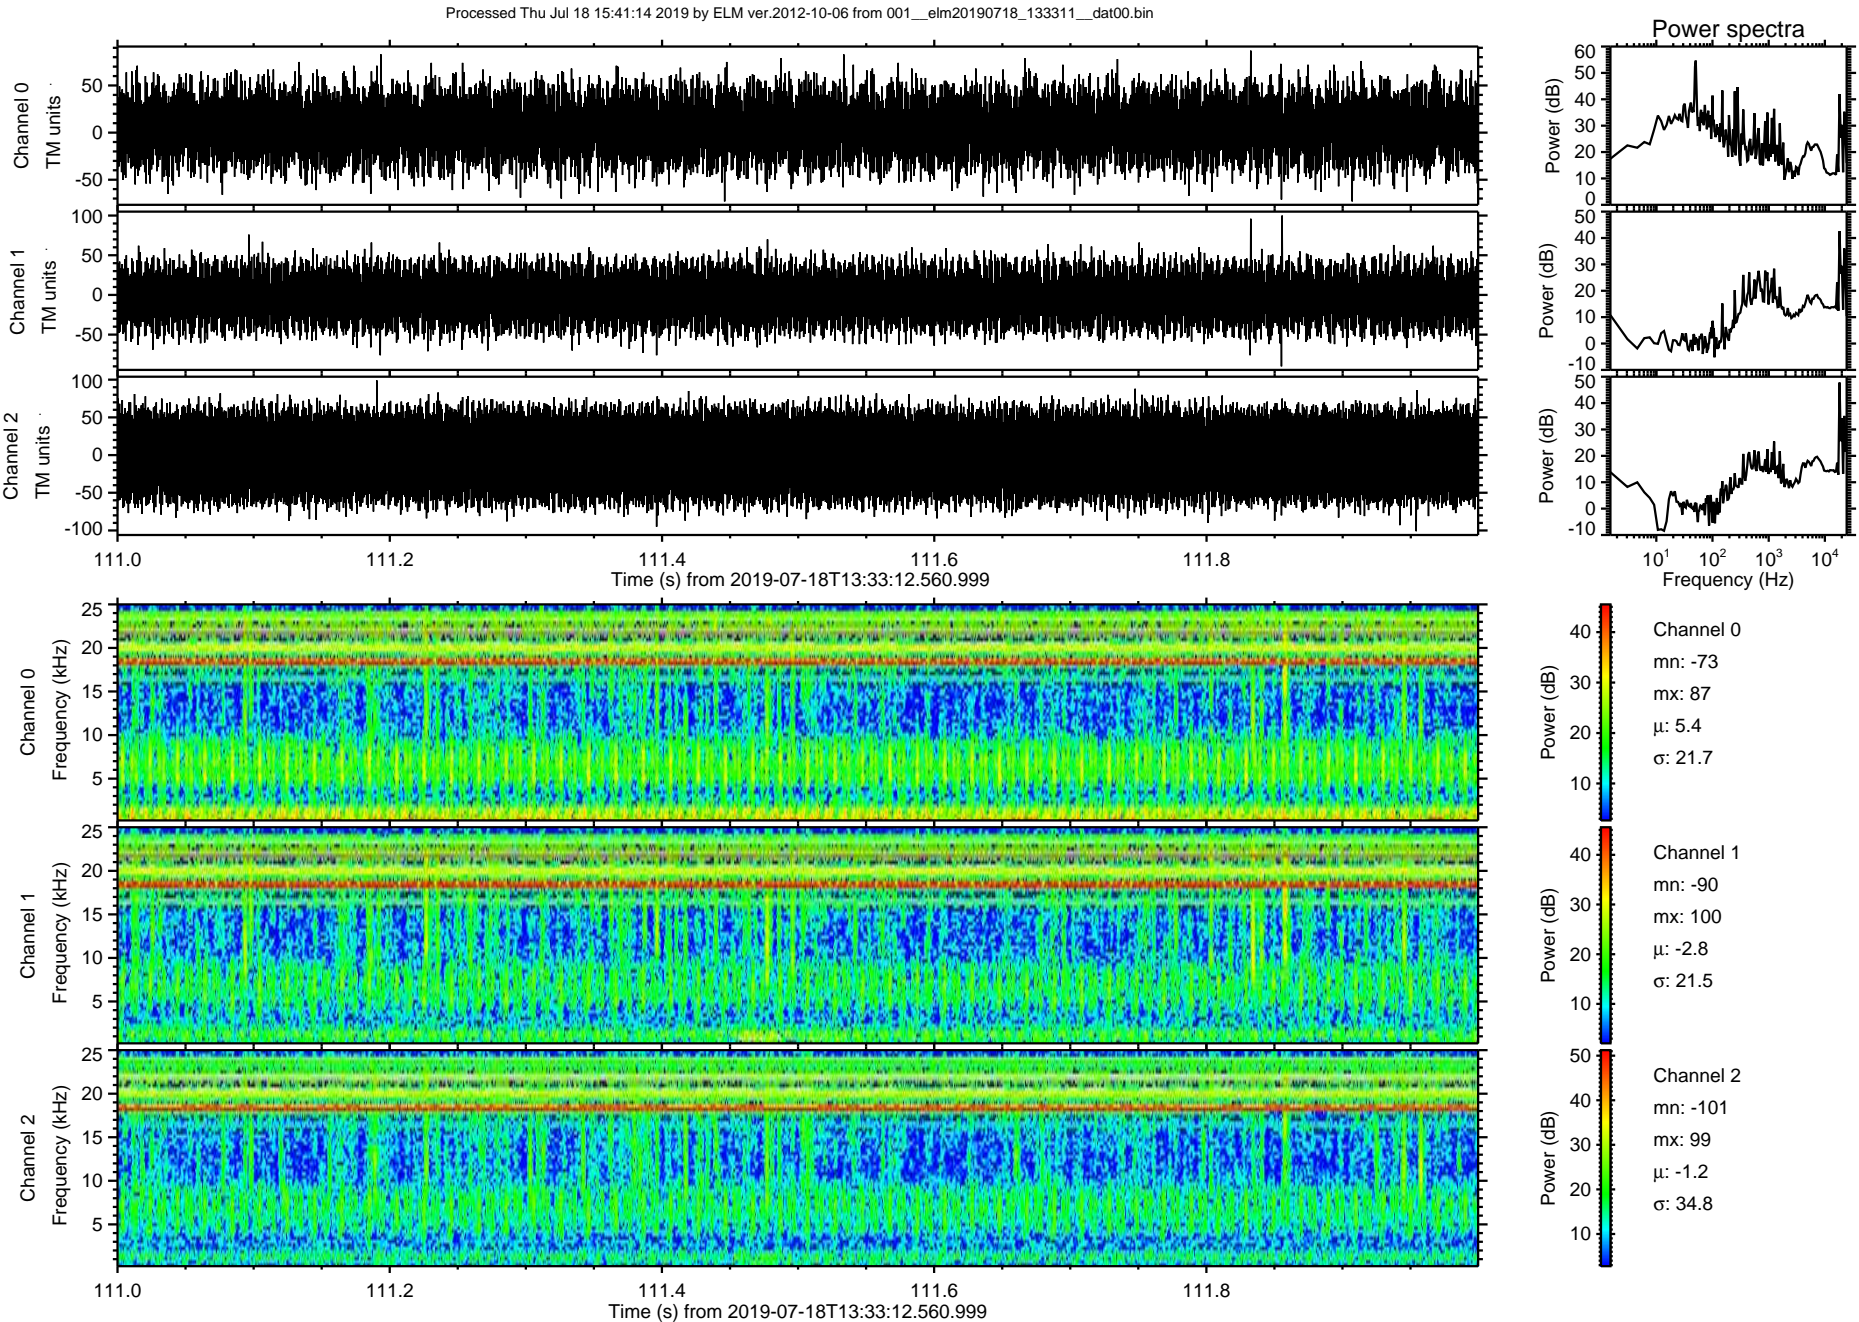 Processed Thu Jul 18 15:41:14 2019 by ELM ver.2012-10-06 from 001__elm20190718_133311__dat00.bin
Power spectra
Channel 0
TM units
50
0
-50
Power (dB)
60
50
40
30
20
10
0
Channel 1
TM units
100
50
0
-50
Power (dB)
50
40
30
20
10
0
-10
Channel 2
TM units
100
50
0
-50
-100
Power (dB)
50
40
30
20
10
0
-10
111.0 111.2 111.4 111.6 111.8
Time (s) from 2019-07-18T13:33:12.560.999
10^1 10^2 10^3 10^4
Frequency (Hz)
Channel 0
Frequency (kHz)
25
20
15
10
5
Power (dB)
40
30
20
10
Channel 0
mn: -73
mx: 87
μ: 5.4
σ: 21.7
Channel 1
Frequency (kHz)
25
20
15
10
5
Power (dB)
40
30
20
10
Channel 1
mn: -90
mx: 100
μ: -2.8
σ: 21.5
Channel 2
Frequency (kHz)
25
20
15
10
5
Power (dB)
50
40
30
20
10
Channel 2
mn: -101
mx: 99
μ: -1.2
σ: 34.8
111.0 111.2 111.4 111.6 111.8
Time (s) from 2019-07-18T13:33:12.560.999